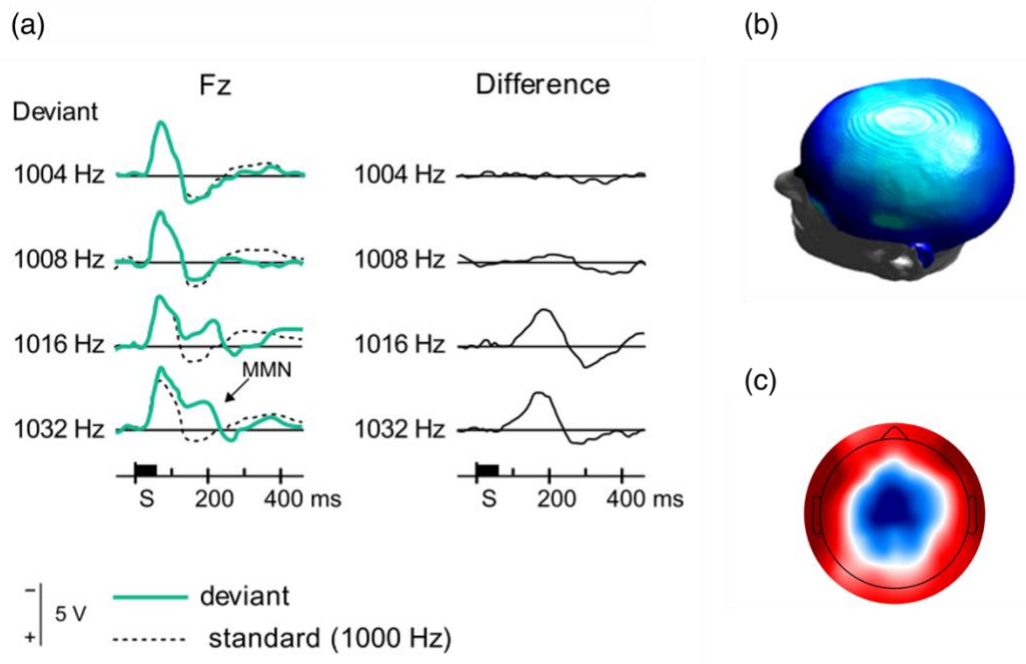 (a)
Fz
Difference
Deviant
1004 Hz
1004 Hz
1008 Hz
1008 Hz
1016 Hz
1016 Hz
MMN
1032 Hz
1032 Hz
S 200 400 ms
S 200 400 ms
− 
+ 
5 V
deviant
standard (1000 Hz)
(b)
(c)